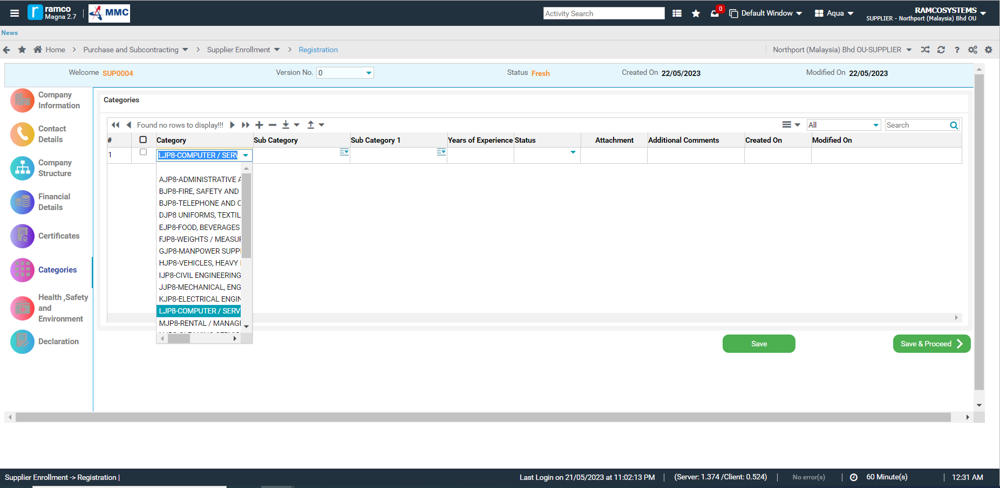 ramco
Magna 2.7
MMC
Activity Search
0
Default Window
Aqua
RAMCOSYSTEMS
SUPPLIER - Northport (Malaysia) Bhd OU
News
Home > Purchase and Subcontracting > Supplier Enrollment > Registration
Northport (Malaysia) Bhd OU-SUPPLIER
?
Welcome SUP0004
Version No. 0
Status Fresh
Created On 22/05/2023
Modified On 22/05/2023
Company
Information
Contact
Details
Company
Structure
Financial
Details
Certificates
Categories
Health ,Safety
and
Environment
Declaration
Categories
Found no rows to display!!!
All
Search
# Category Sub Category Sub Category 1 Years of Experience Status Attachment Additional Comments Created On Modified On
1 LJP8-COMPUTER / SERV
AJP8-ADMINISTRATIVE A
BJP8-FIRE, SAFETY AND
BJP8-TELEPHONE AND C
DJP8 UNIFORMS, TEXTIL
EJP8-FOOD, BEVERAGES
FJP8-WEIGHTS / MEASUR
GJP8-MANPOWER SUPPL
HJP8-VEHICLES, HEAVY
IJP8-CIVIL ENGINEERING
JJP8-MECHANICAL, ENG
KJP8-ELECTRICAL ENGIN
LJP8-COMPUTER / SERV
MJP8-RENTAL / MANAGE
Save
Save & Proceed
Supplier Enrollment -> Registration |
Last Login on 21/05/2023 at 11:02:13 PM | (Server: 1.374 /Client: 0.524) | No error(s) | 60 Minute(s) | 12:31 AM